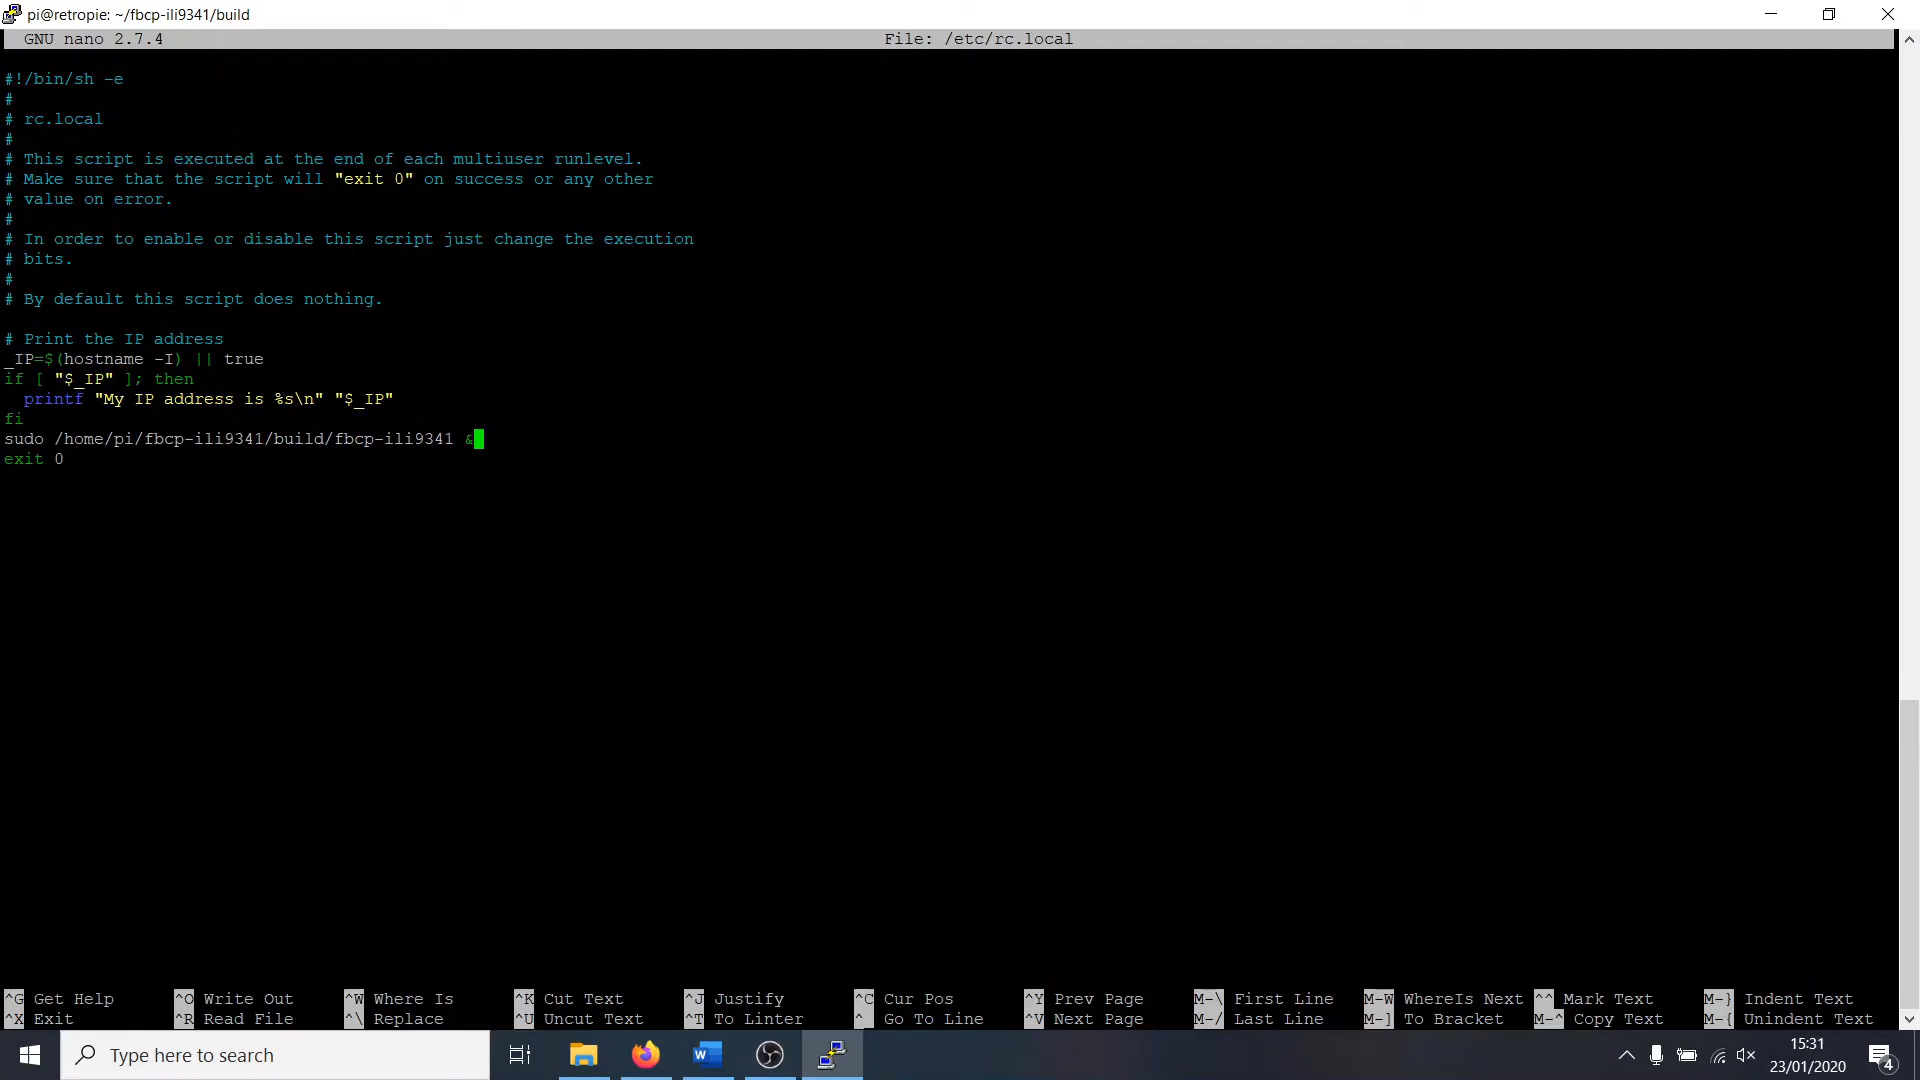 pi@retropie: ~/fbcp-ili9341/build
GNU nano 2.7.4 File: /etc/rc.local
#!/bin/sh -e
#
# rc.local
#
# This script is executed at the end of each multiuser runlevel.
# Make sure that the script will "exit 0" on success or any other
# value on error.
#
# In order to enable or disable this script just change the execution
# bits.
#
# By default this script does nothing.
# Print the IP address
_IP=$(hostname -I) || true
if [ "$_IP" ]; then
  printf "My IP address is %s\n" "$_IP"
fi
sudo /home/pi/fbcp-ili9341/build/fbcp-ili9341 &
exit 0
^G Get Help ^O Write Out ^W Where Is ^K Cut Text ^J Justify ^C Cur Pos ^Y Prev Page M-\ First Line M-W WhereIs Next ^^ Mark Text M-} Indent Text
^X Exit ^R Read File ^\ Replace ^U Uncut Text ^T To Linter ^_ Go To Line ^V Next Page M-/ Last Line M-] To Bracket M-^ Copy Text M-{ Unindent Text
Type here to search
15:31
23/01/2020
4